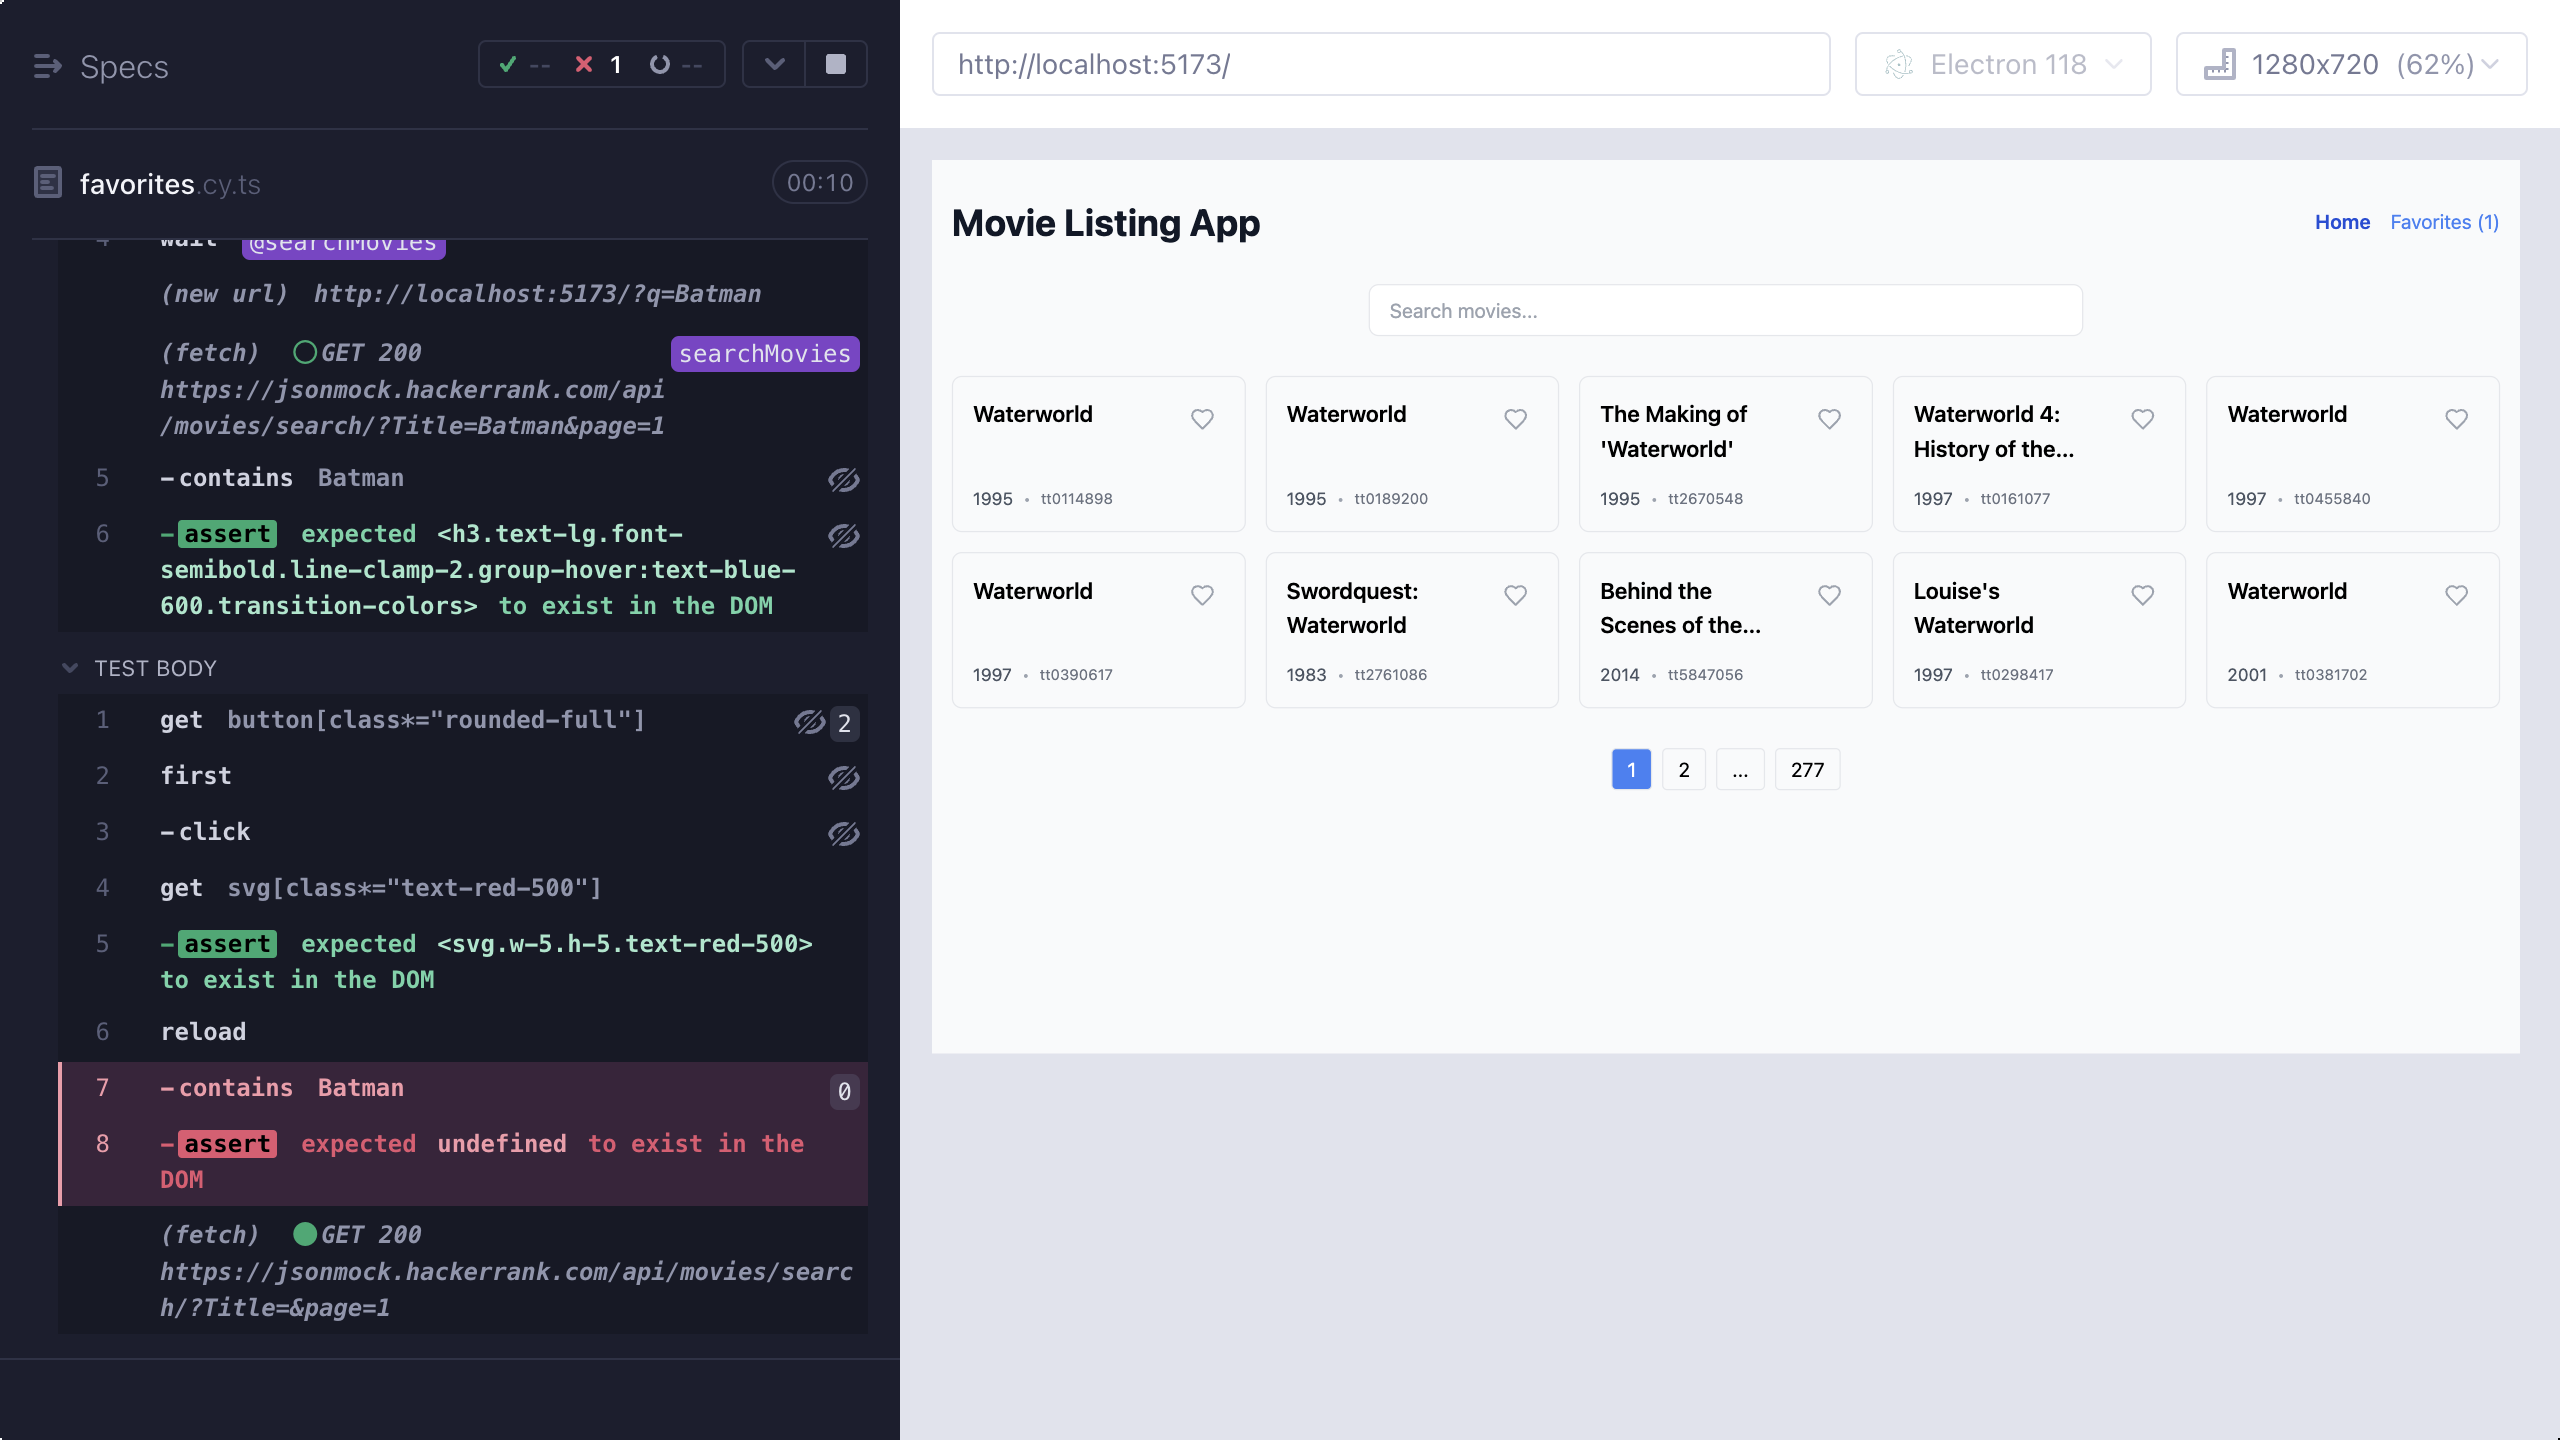 Specs
-- 1 --
favorites.cy.ts
00:10
4 wait @searchMovies
(new url) http://localhost:5173/?q=Batman
(fetch) GET 200 searchMovies
https://jsonmock.hackerrank.com/api
/movies/search/?Title=Batman&page=1
5 -contains Batman
6 -assert expected <h3.text-lg.font-
semibold.line-clamp-2.group-hover:text-blue-
600.transition-colors> to exist in the DOM
TEST BODY
1 get button[class*="rounded-full"] 2
2 first
3 -click
4 get svg[class*="text-red-500"]
5 -assert expected <svg.w-5.h-5.text-red-500>
to exist in the DOM
6 reload
7 -contains Batman 0
8 -assert expected undefined to exist in the
DOM
(fetch) GET 200
https://jsonmock.hackerrank.com/api/movies/searc
h/?Title=&page=1
http://localhost:5173/
Electron 118
1280x720 (62%)
Movie Listing App
Home Favorites (1)
Search movies...
Waterworld
1995 • tt0114898
Waterworld
1995 • tt0189200
The Making of
'Waterworld'
1995 • tt2670548
Waterworld 4:
History of the...
1997 • tt0161077
Waterworld
1997 • tt0455840
Waterworld
1997 • tt0390617
Swordquest:
Waterworld
1983 • tt2761086
Behind the
Scenes of the...
2014 • tt5847056
Louise's
Waterworld
1997 • tt0298417
Waterworld
2001 • tt0381702
1 2 ... 277